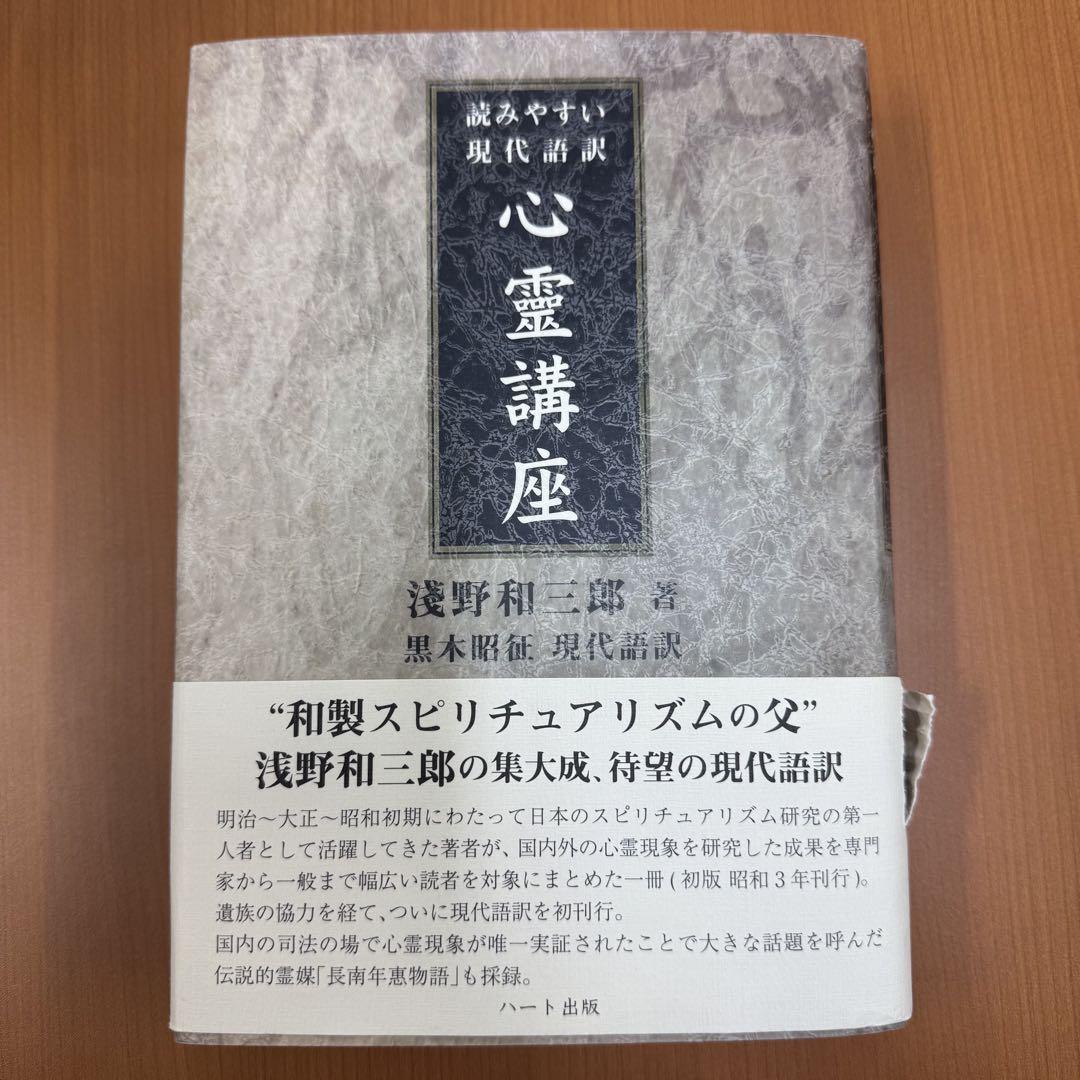 読みやすい
現代語訳
心靈講座
淺野和三郎 著
黒木昭征 現代語訳
“和製スピリチュアリズムの父”
浅野和三郎の集大成、待望の現代語訳
明治～大正～昭和初期にわたって日本のスピリチュアリズム研究の第一
人者として活躍してきた著者が、国内外の心霊現象を研究した成果を専門
家から一般まで幅広い読者を対象にまとめた一冊(初版 昭和3年刊行)。
遺族の協力を経て、ついに現代語訳を初刊行。
国内の司法の場で心霊現象が唯一実証されたことで大きな話題を呼んだ
伝説的霊媒「長南年惠物語」も採録。
ハート出版